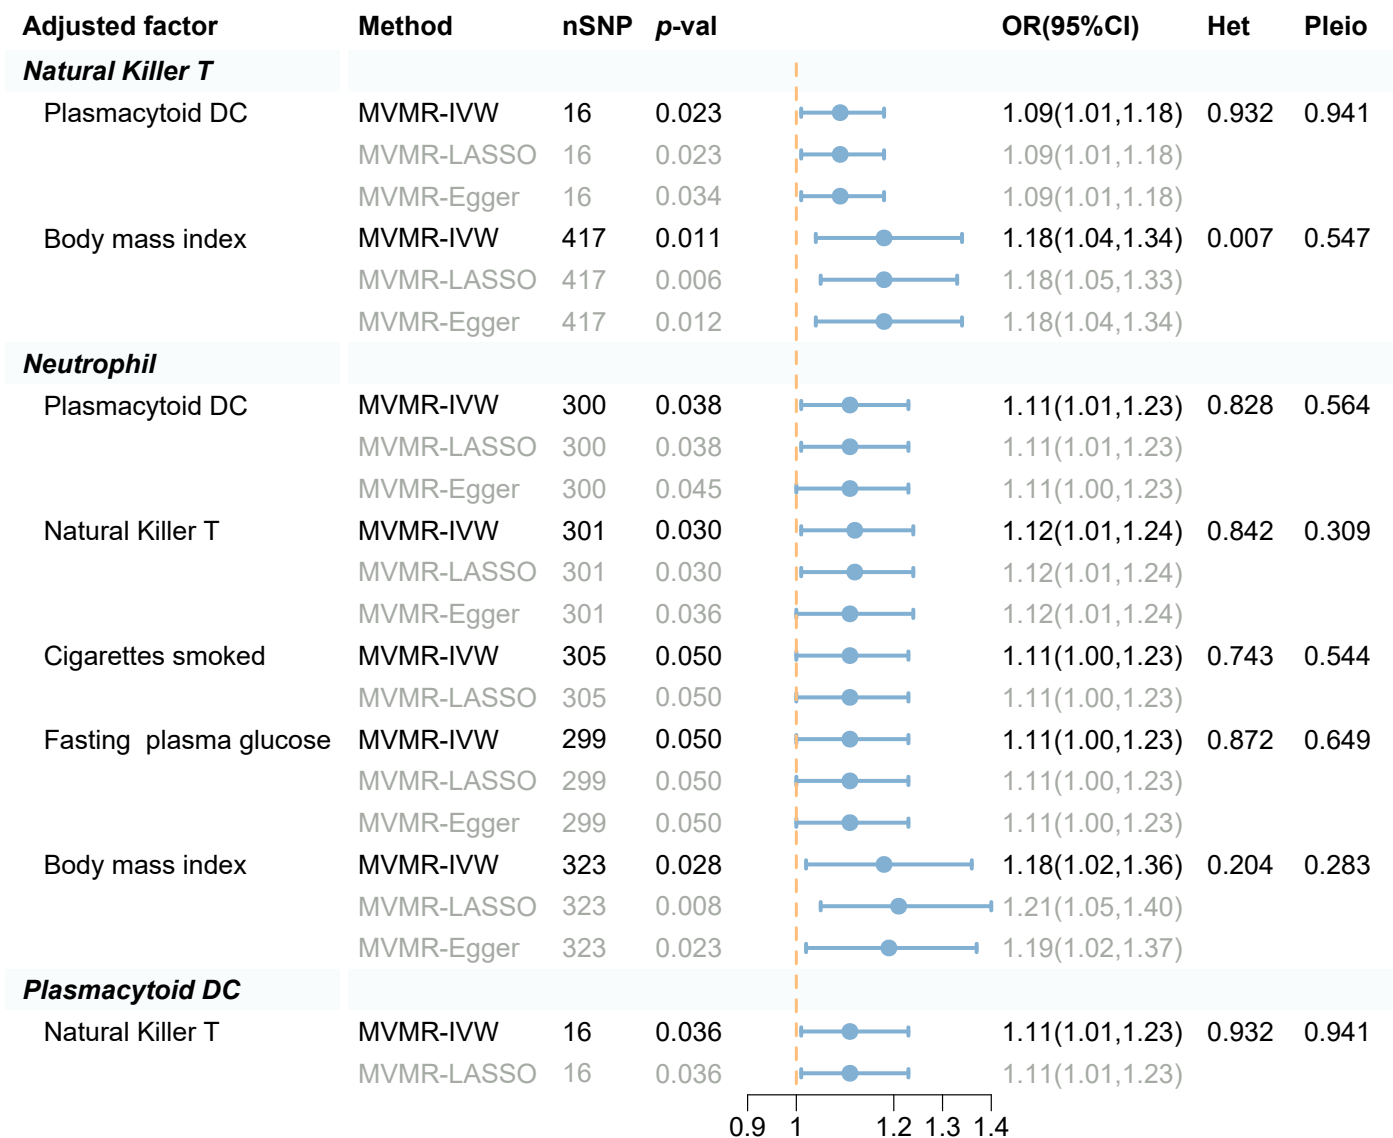 Adjusted factor Method nSNP p-val OR(95%CI) Het Pleio
Natural Killer T
Plasmacytoid DC MVMR-IVW 16 0.023 1.09(1.01,1.18) 0.932 0.941
MVMR-LASSO 16 0.023 1.09(1.01,1.18)
MVMR-Egger 16 0.034 1.09(1.01,1.18)
Body mass index MVMR-IVW 417 0.011 1.18(1.04,1.34) 0.007 0.547
MVMR-LASSO 417 0.006 1.18(1.05,1.33)
MVMR-Egger 417 0.012 1.18(1.04,1.34)
Neutrophil
Plasmacytoid DC MVMR-IVW 300 0.038 1.11(1.01,1.23) 0.828 0.564
MVMR-LASSO 300 0.038 1.11(1.01,1.23)
MVMR-Egger 300 0.045 1.11(1.00,1.23)
Natural Killer T MVMR-IVW 301 0.030 1.12(1.01,1.24) 0.842 0.309
MVMR-LASSO 301 0.030 1.12(1.01,1.24)
MVMR-Egger 301 0.036 1.12(1.01,1.24)
Cigarettes smoked MVMR-IVW 305 0.050 1.11(1.00,1.23) 0.743 0.544
MVMR-LASSO 305 0.050 1.11(1.00,1.23)
Fasting plasma glucose MVMR-IVW 299 0.050 1.11(1.00,1.23) 0.872 0.649
MVMR-LASSO 299 0.050 1.11(1.00,1.23)
MVMR-Egger 299 0.050 1.11(1.00,1.23)
Body mass index MVMR-IVW 323 0.028 1.18(1.02,1.36) 0.204 0.283
MVMR-LASSO 323 0.008 1.21(1.05,1.40)
MVMR-Egger 323 0.023 1.19(1.02,1.37)
Plasmacytoid DC
Natural Killer T MVMR-IVW 16 0.036 1.11(1.01,1.23) 0.932 0.941
MVMR-LASSO 16 0.036 1.11(1.01,1.23)
0.9 1 1.2 1.3 1.4